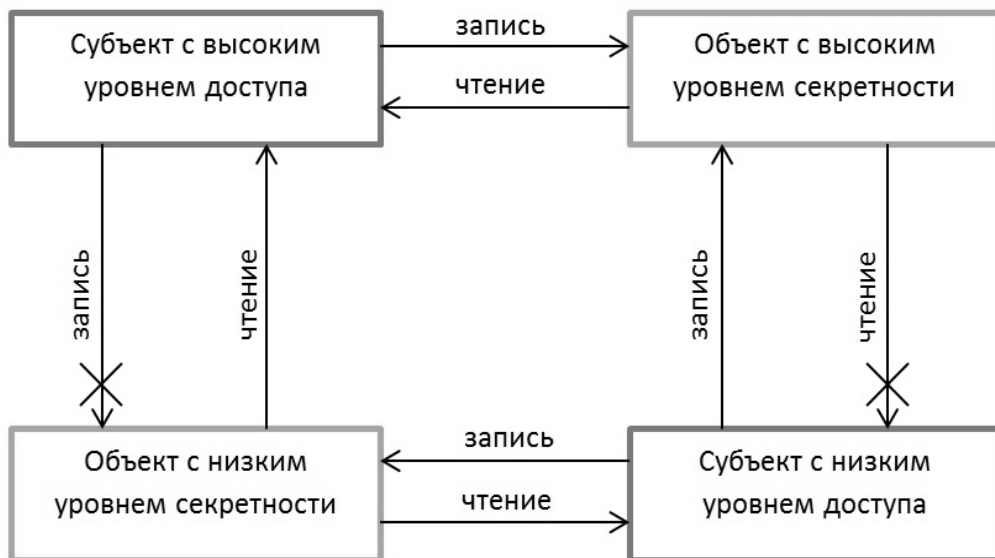 Субъект с высоким
уровнем доступа
запись
чтение
Объект с высоким
уровнем секретности
запись
чтение
запись
чтение
Объект с низким
уровнем секретности
запись
чтение
Субъект с низким
уровнем доступа